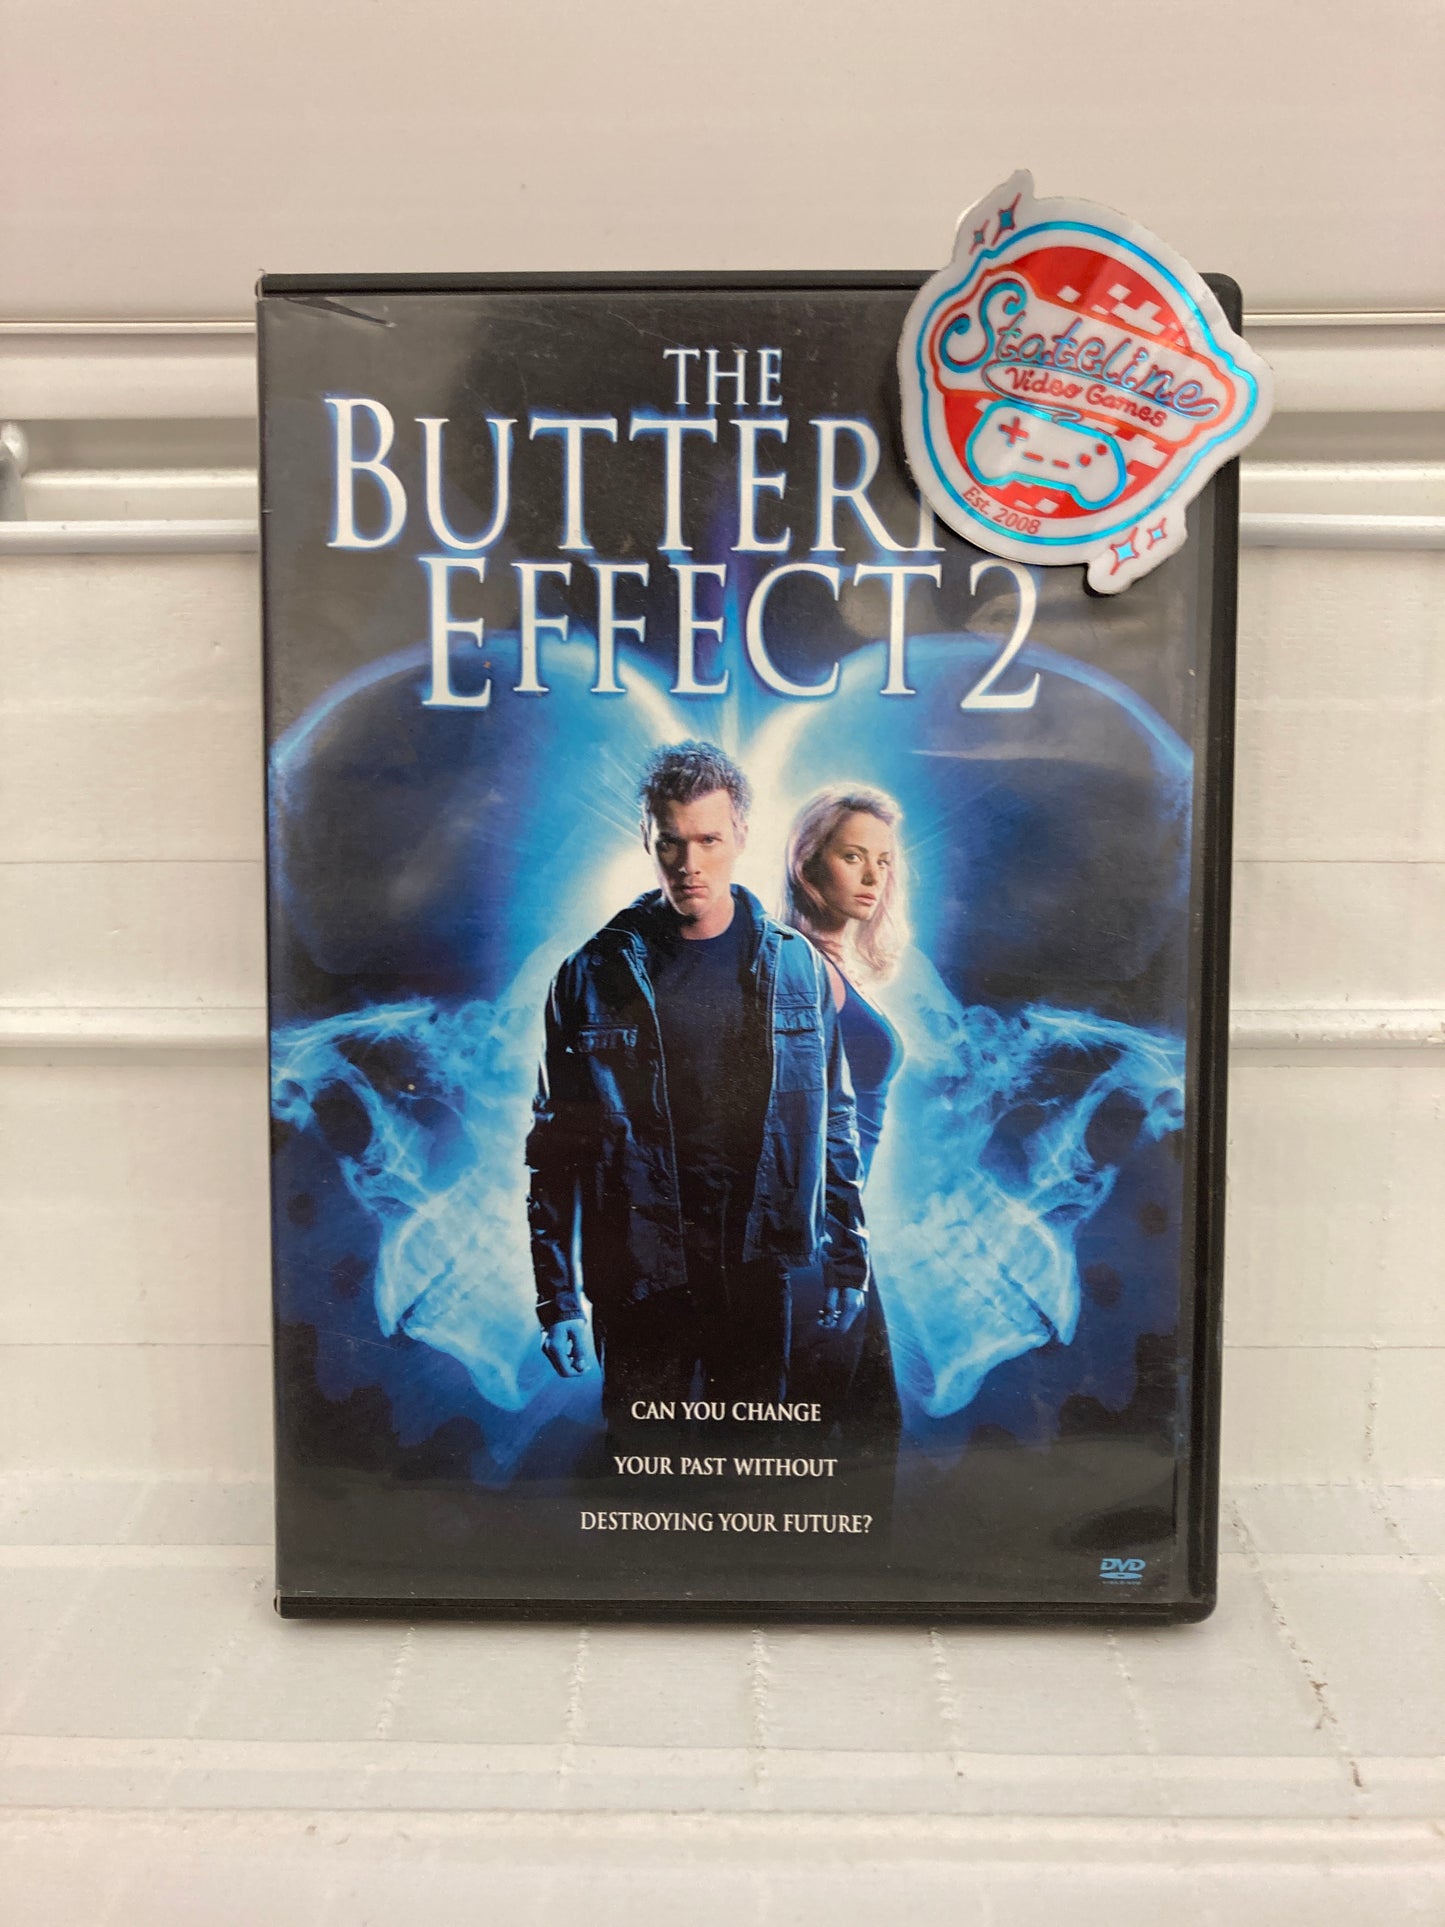 THE
BUTTERF
EFFECT 2
Stateline
Video Games
Est. 2008
CAN YOU CHANGE
YOUR PAST WITHOUT
DESTROYING YOUR FUTURE?
DVD